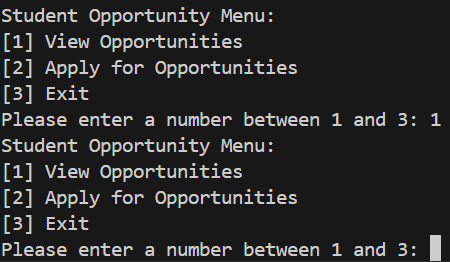 Student Opportunity Menu:
[1] View Opportunities
[2] Apply for Opportunities
[3] Exit
Please enter a number between 1 and 3: 1
Student Opportunity Menu:
[1] View Opportunities
[2] Apply for Opportunities
[3] Exit
Please enter a number between 1 and 3: